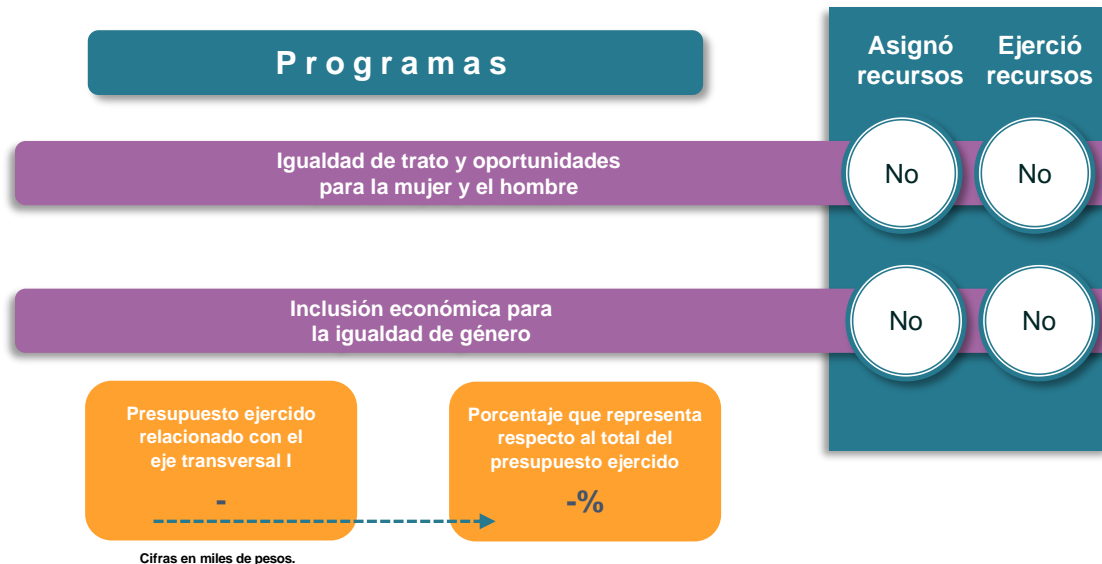 Programas
Asignó
recursos
Ejerció
recursos
Igualdad de trato y oportunidades
para la mujer y el hombre
No
No
Inclusión económica para
la igualdad de género
No
No
Presupuesto ejercido
relacionado con el
eje transversal I
-
Porcentaje que representa
respecto al total del
presupuesto ejercido
-%
Cifras en miles de pesos.